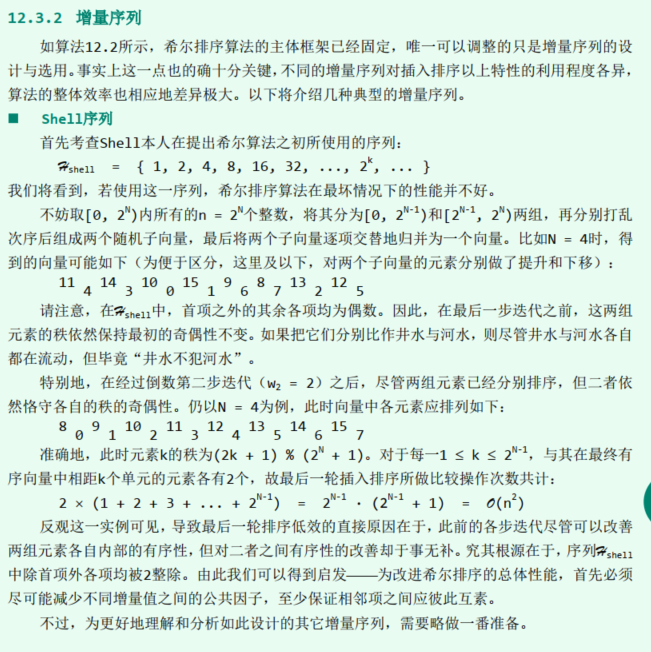 12.3.2 增量序列
如算法12.2所示，希尔排序算法的主体框架已经固定，唯一可以调整的只是增量序列的设
计与选用。事实上这一点也的确十分关键，不同的增量序列对插入排序以上特性的利用程度各异，
算法的整体效率也相应地差异极大。以下将介绍几种典型的增量序列。
■ Shell序列
首先考查Shell本人在提出希尔算法之初所使用的序列：
ℋshell = { 1, 2, 4, 8, 16, 32, ..., 2^k, ... }
我们将看到，若使用这一序列，希尔排序算法在最坏情况下的性能并不好。
不妨取[0, 2^N)内所有的n = 2^N个整数，将其分为[0, 2^(N-1))和[2^(N-1), 2^N)两组，再分别打乱
次序后组成两个随机子向量，最后将两个子向量逐项交替地归并为一个向量。比如N = 4时，得
到的向量可能如下（为便于区分，这里及以下，对两个子向量的元素分别做了提升和下移）：
11 4 14 3 10 0 15 1 9 6 8 7 13 2 12 5
请注意，在ℋshell中，首项之外的其余各项均为偶数。因此，在最后一步迭代之前，这两组
元素的秩依然保持最初的奇偶性不变。如果把它们分别比作井水与河水，则尽管井水与河水各自
都在流动，但毕竟“井水不犯河水”。
特别地，在经过倒数第二步迭代（w₂ = 2）之后，尽管两组元素已经分别排序，但二者依
然恪守各自的秩的奇偶性。仍以N = 4为例，此时向量中各元素应排列如下：
8 0 9 1 10 2 11 3 12 4 13 5 14 6 15 7
准确地，此时元素k的秩为(2k + 1) % (2^N + 1)。对于每一1 ≤ k ≤ 2^(N-1)，与其在最终有
序向量中相距k个单元的元素各有2个，故最后一轮插入排序所做比较操作次数共计：
2 × (1 + 2 + 3 + ... + 2^(N-1)) = 2^(N-1) · (2^(N-1) + 1) = O(n²)
反观这一实例可见，导致最后一轮排序低效的直接原因在于，此前的各步迭代尽管可以改善
两组元素各自内部的有序性，但对二者之间有序性的改善却于事无补。究其根源在于，序列ℋshell
中除首项外各项均被2整除。由此我们可以得到启发——为改进希尔排序的总体性能，首先必须
尽可能减少不同增量值之间的公共因子，至少保证相邻项之间应彼此互素。
不过，为更好地理解和分析如此设计的其它增量序列，需要略做一番准备。